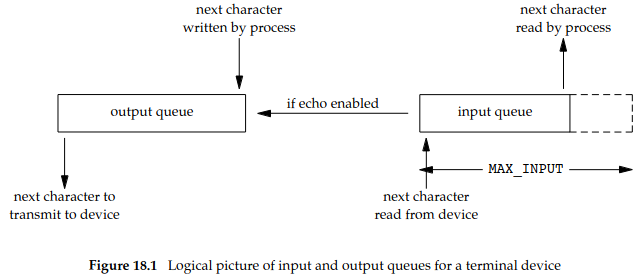 next character
written by process
next character
read by process
output queue
if echo enabled
input queue
MAX_INPUT
next character to
transmit to device
next character
read from device
Figure 18.1 Logical picture of input and output queues for a terminal device